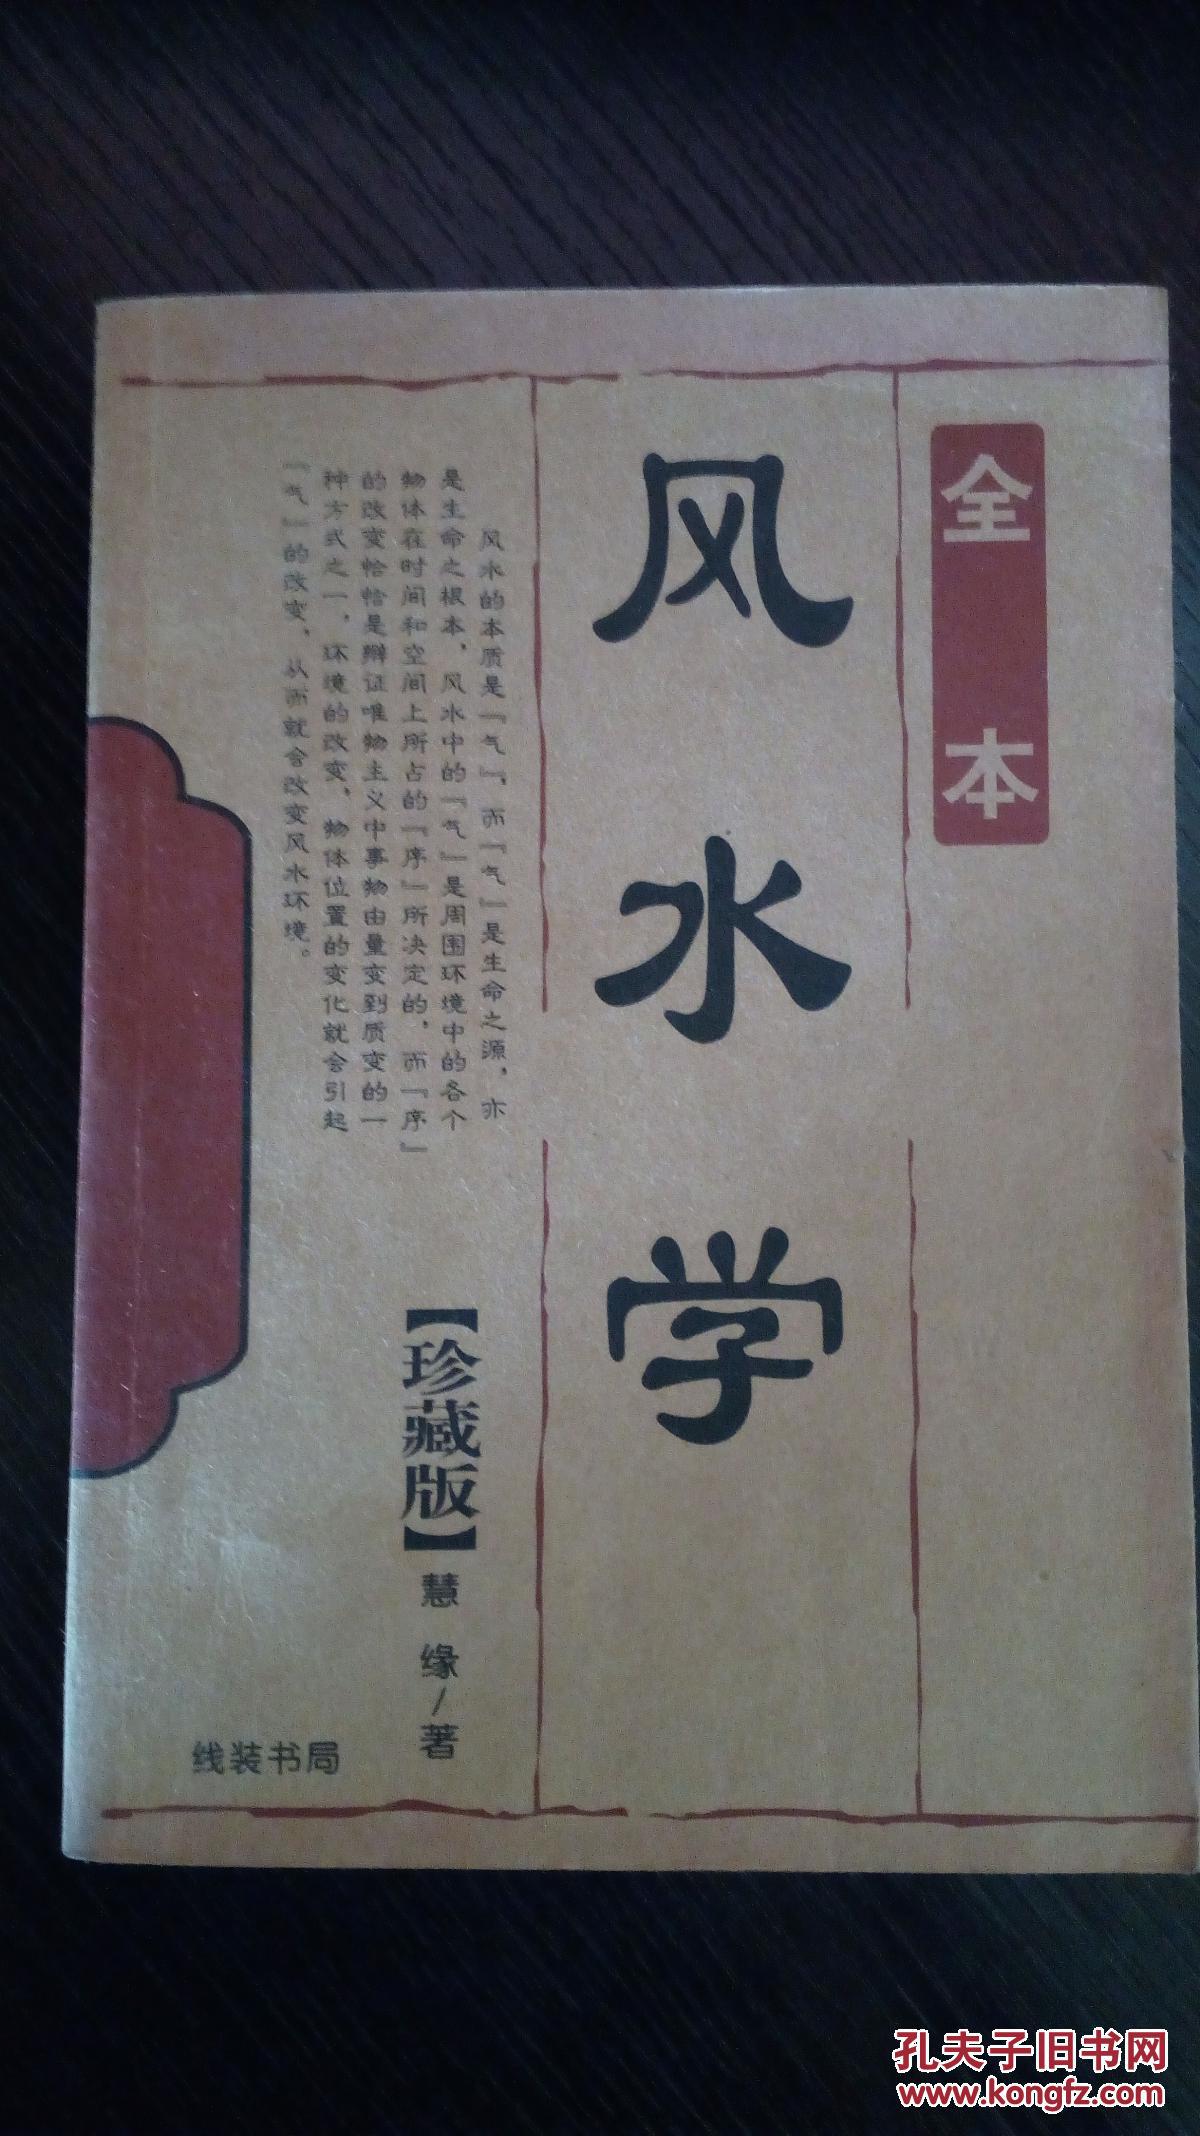 全本
风水学
风水的本质是『气』，而『气』是生命之源，亦
是生命之根本，风水中的『气』是周围环境中的各个
物体在时间和空间上所占的『序』所决定的，而『序』
的改变恰恰是辩证唯物主义中事物由量变到质变的一
种方式之一，环境的改变、物体位置的变化就会引起
『气』的改变，从而就会改变风水环境。
【珍藏版】
慧缘/著
线装书局
孔夫子旧书网
www.kongfz.com